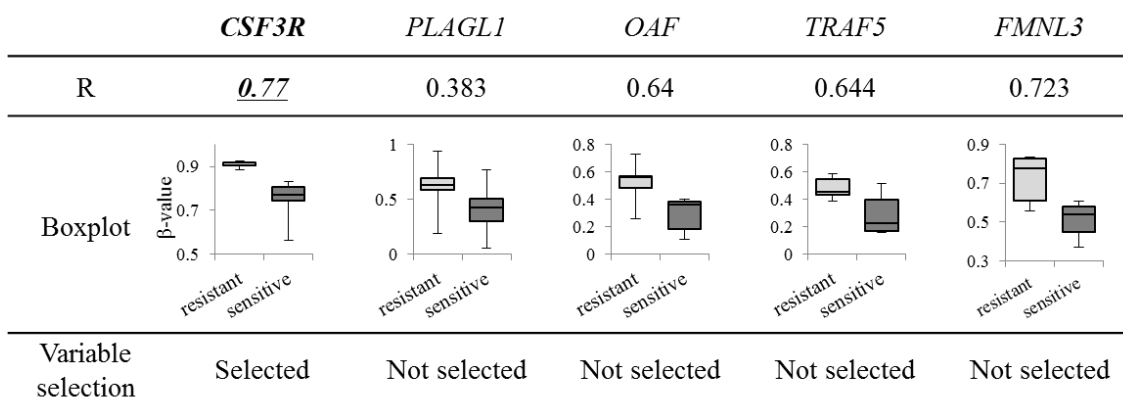 CSF3R PLAGL1 OAF TRAF5 FMNL3
R 0.77 0.383 0.64 0.644 0.723
Boxplot
β-value
0.9
0.7
0.5
resistant
sensitive
1
0.5
0
resistant
sensitive
0.8
0.6
0.4
0.2
0
resistant
sensitive
0.8
0.6
0.4
0.2
0
resistant
sensitive
0.9
0.7
0.5
0.3
resistant
sensitive
Variable
selection
Selected Not selected Not selected Not selected Not selected